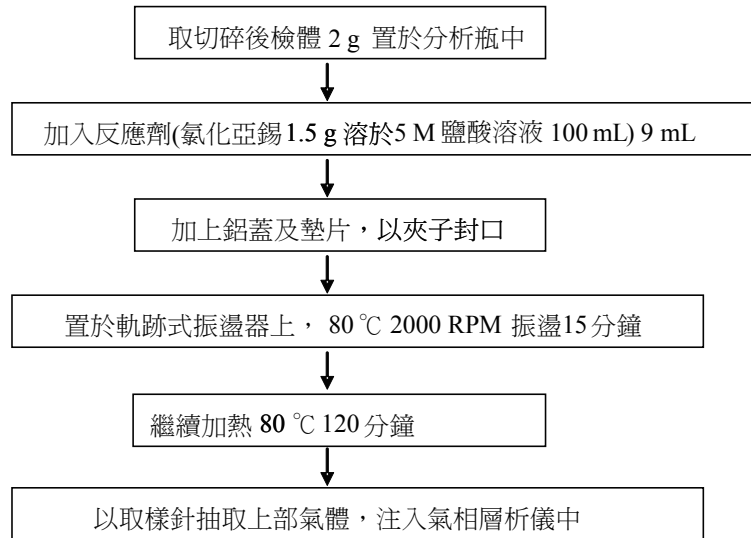 取切碎後檢體 2 g 置於分析瓶中
加入反應劑(氯化亞錫1.5 g 溶於5 M 鹽酸溶液 100 mL) 9 mL
加上鋁蓋及墊片，以夾子封口
置於軌跡式振盪器上， 80 ℃ 2000 RPM 振盪15分鐘
繼續加熱 80 ℃ 120分鐘
以取樣針抽取上部氣體，注入氣相層析儀中